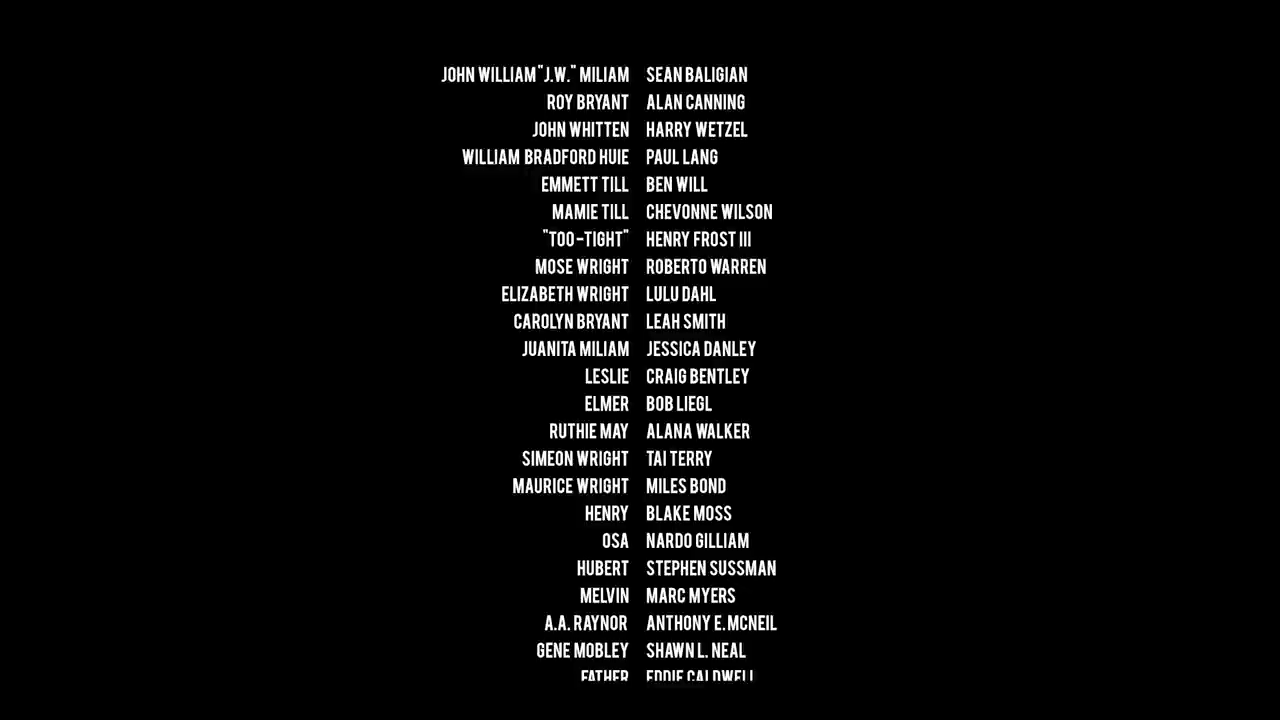 JOHN WILLIAM "J.W." MILIAM SEAN BALIGIAN
ROY BRYANT ALAN CANNING
JOHN WHITTEN HARRY WETZEL
WILLIAM BRADFORD HUIE PAUL LANG
EMMETT TILL BEN WILL
MAMIE TILL CHEVONNE WILSON
"TOO-TIGHT" HENRY FROST III
MOSE WRIGHT ROBERTO WARREN
ELIZABETH WRIGHT LULU DAHL
CAROLYN BRYANT LEAH SMITH
JUANITA MILIAM JESSICA DANLEY
LESLIE CRAIG BENTLEY
ELMER BOB LIEGL
RUTHIE MAY ALANA WALKER
SIMEON WRIGHT TAI TERRY
MAURICE WRIGHT MILES BOND
HENRY BLAKE MOSS
OSA NARDO GILLIAM
HUBERT STEPHEN SUSSMAN
MELVIN MARC MYERS
A.A. RAYNOR ANTHONY E. MCNEIL
GENE MOBLEY SHAWN L. NEAL
FATHER EDDIE CALDWELL